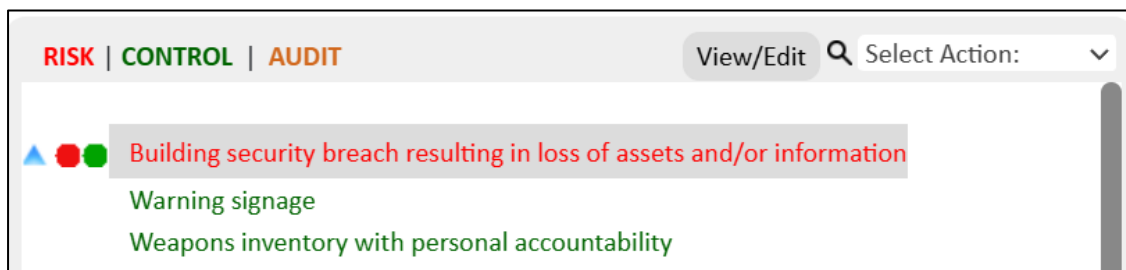 RISK | CONTROL | AUDIT View/Edit Select Action:
Building security breach resulting in loss of assets and/or information
Warning signage
Weapons inventory with personal accountability